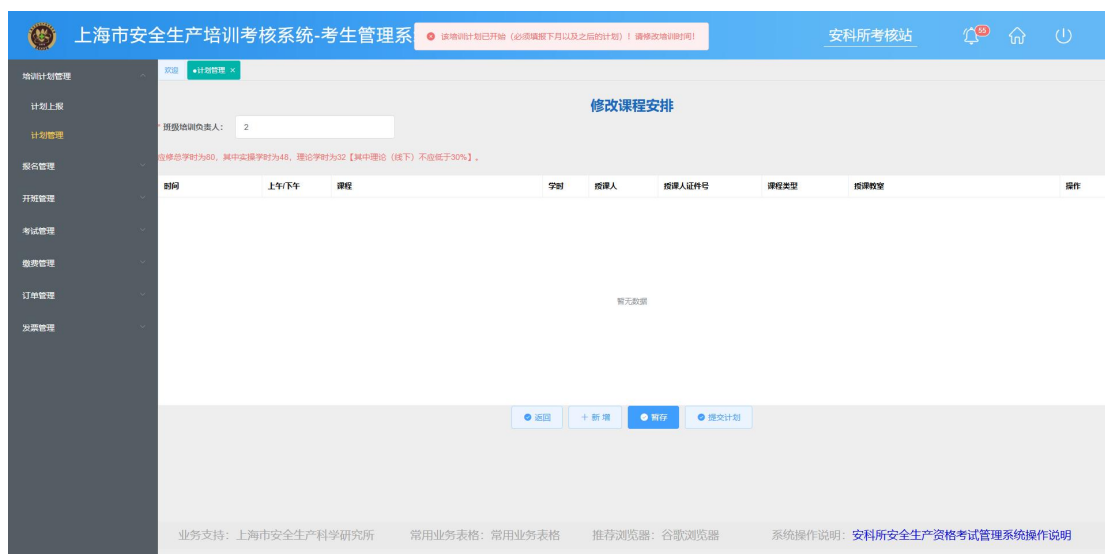 上海市安全生产培训考核系统-考生管理系
该培训计划已开始（必须填报下月以及之后的计划）！请修改培训时间！
安科所考核站
55
培训计划管理
计划上报
计划管理
报名管理
开班管理
考试管理
缴费管理
订单管理
发票管理
欢迎
计划管理 ×
修改课程安排
* 班级培训负责人： 2
应修总学时为80，其中实操学时为48，理论学时为32【其中理论（线下）不应低于30%】。
时间 上午/下午 课程 学时 授课人 授课人证件号 课程类型 授课教室 操作
暂无数据
返回 + 新 增 暂存 提交计划
业务支持：上海市安全生产科学研究所 常用业务表格：常用业务表格 推荐浏览器：谷歌浏览器 系统操作说明：安科所安全生产资格考试管理系统操作说明